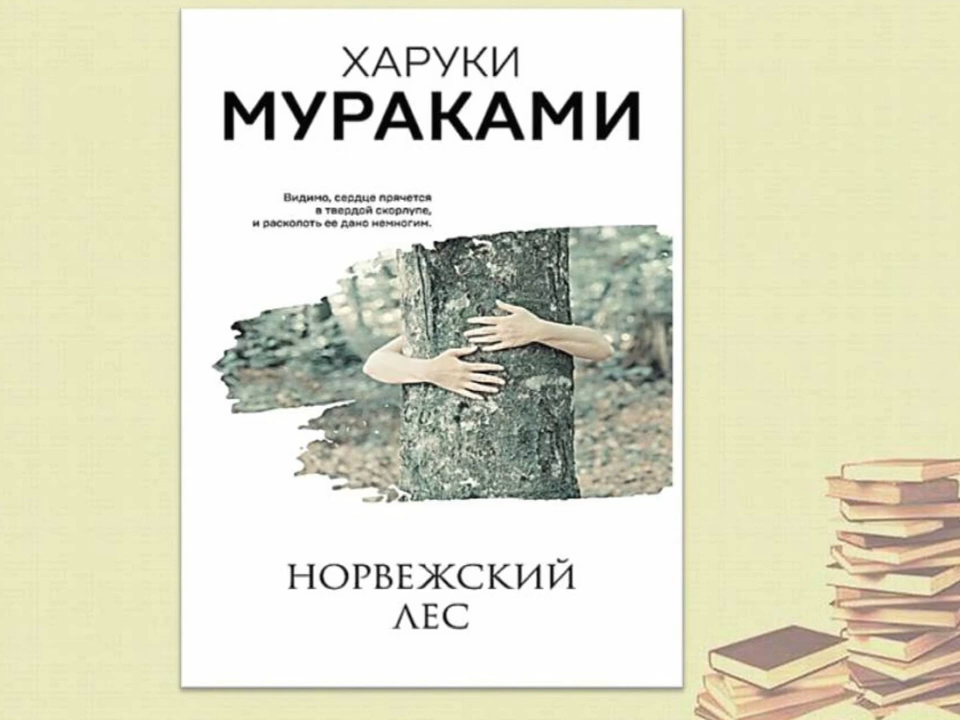 ХАРУКИ
МУРАКАМИ
Видимо, сердце прячется
в твердой скорлупе,
и расколоть ее дано немногим.
НОРВЕЖСКИЙ
ЛЕС